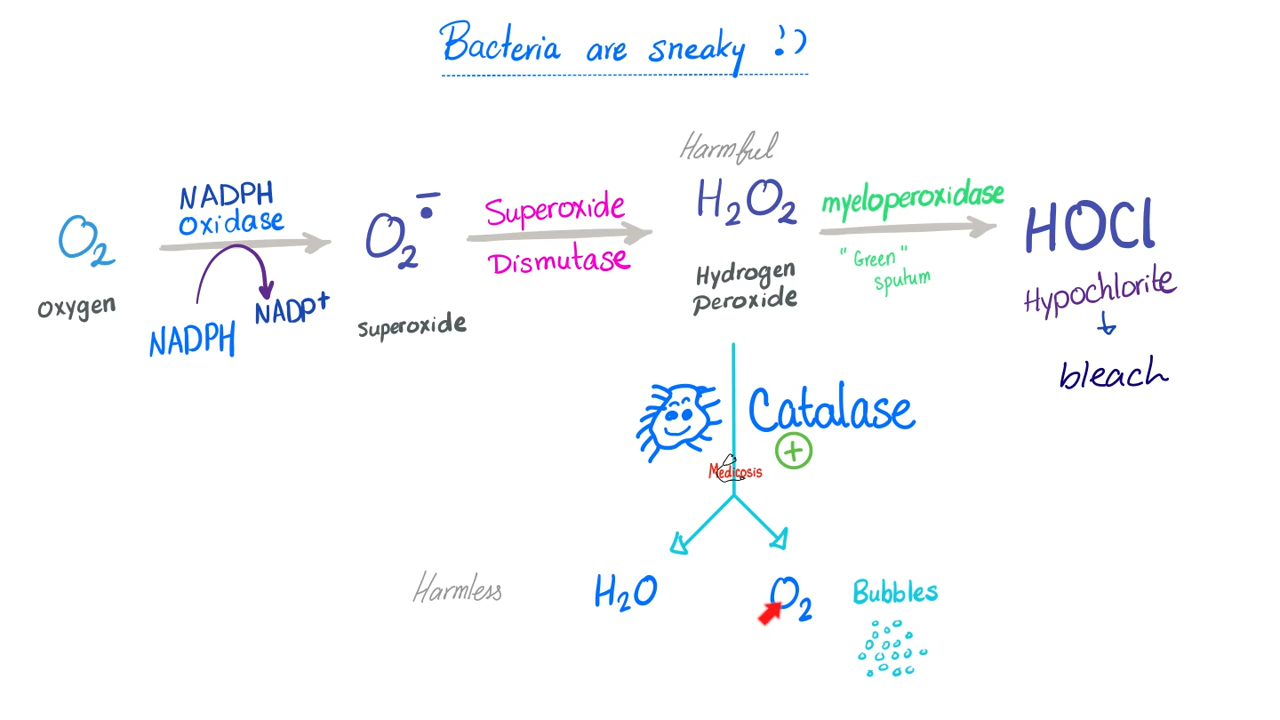 Bacteria are sneaky :)
Harmful
NADPH
Oxidase
O2
O2 •−
Superoxide
Dismutase
H2O2
myeloperoxidase
"Green"
sputum
HOCl
oxygen
NADPH
NADP+
superoxide
Hydrogen
peroxide
Hypochlorite
bleach
Catalase
+
Medicosis
Harmless
H2O
O2
Bubbles